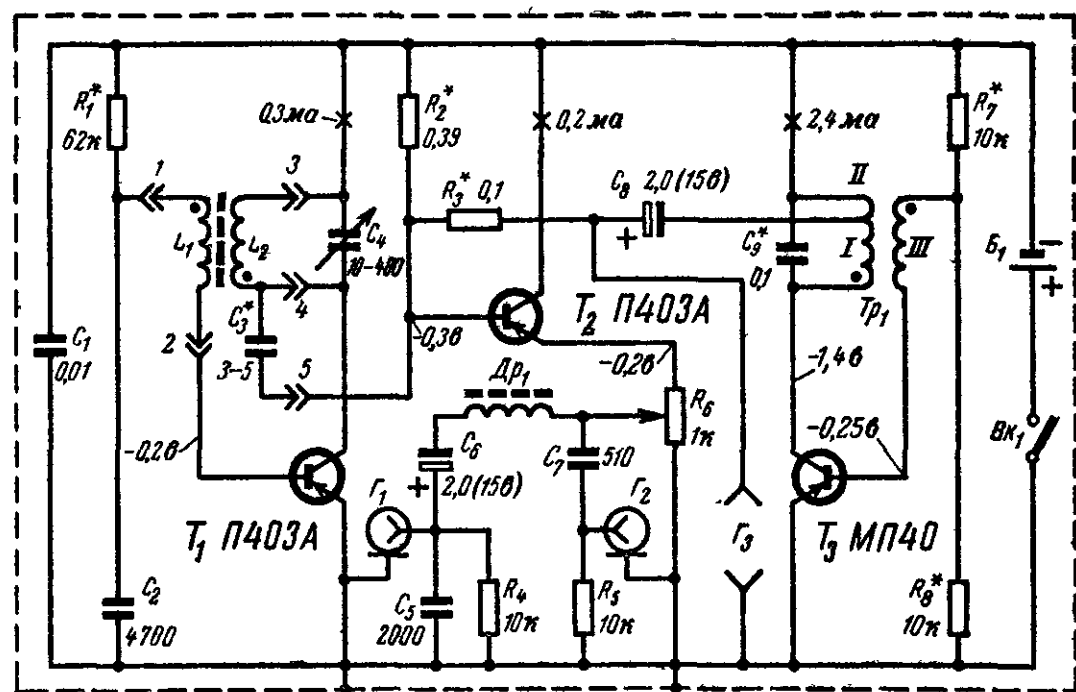 R₁*
62к
0,3ма
R₂*
0,39
0,2ма
2,4ма
R₇*
10к
1
3
R₃* 0,1
C₈ 2,0(15в)
+
II
L₁
L₂
C₄
10-480
C₉*
0,1
I
III
Тр₁
Б₁
−
+
C₁
0,01
2
C₃*
3-5
4
5
-0,3в
T₂ П403А
-0,2в
-1,4в
Др₁
R₆
1к
-0,2в
C₆
+ 2,0(15в)
C₇
510
-0,25в
Вк₁
T₁ П403А
Г₁
Г₂
Г₃
T₃ МП40
C₂
4700
C₅
2000
R₄
10к
R₅
10к
R₈*
10к